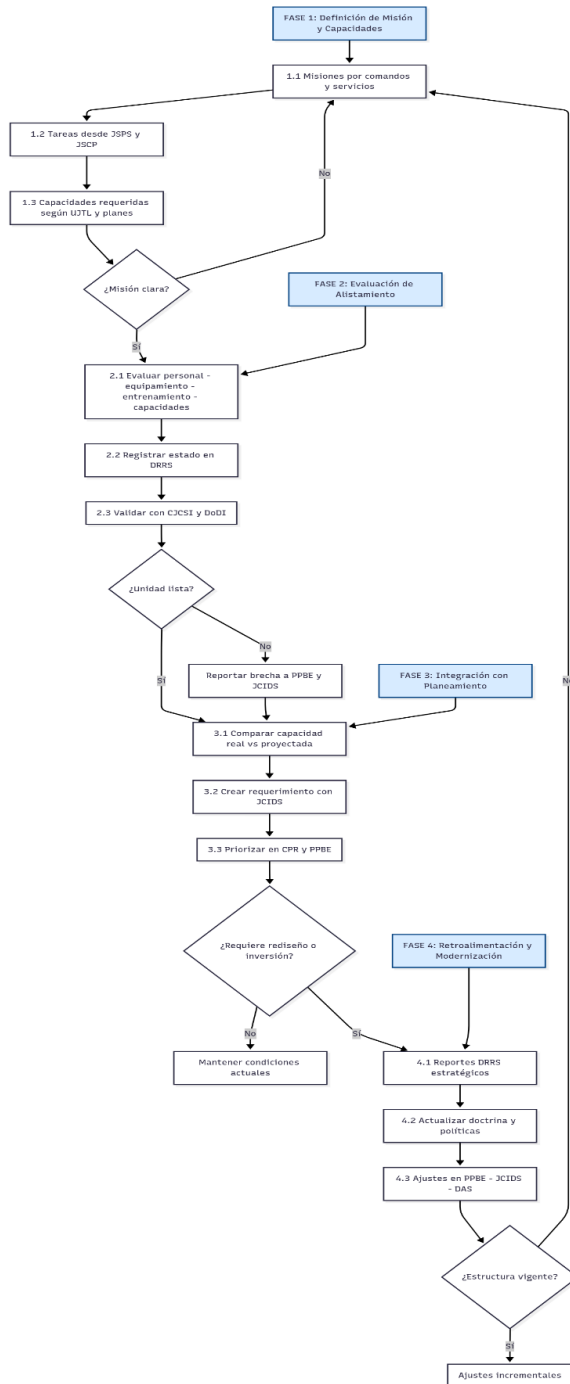 FASE 1: Definición de Misión
y Capacidades
1.1 Misiones por comandos
y servicios
1.2 Tareas desde JSPS y
JSCP
No
1.3 Capacidades requeridas
según UJTL y planes
¿Misión clara?
FASE 2: Evaluación de
Alistamiento
Sí
2.1 Evaluar personal -
equipamiento -
entrenamiento -
capacidades
2.2 Registrar estado en
DRRS
2.3 Validar con CJCSI y DoDI
¿Unidad lista?
No
Sí
Reportar brecha a PPBE y
JCIDS
FASE 3: Integración con
Planeamiento
No
3.1 Comparar capacidad
real vs proyectada
3.2 Crear requerimiento con
JCIDS
3.3 Priorizar en CPR y PPBE
¿Requiere rediseño o
inversión?
FASE 4: Retroalimentación y
Modernización
No
Sí
Mantener condiciones
actuales
4.1 Reportes DRRS
estratégicos
4.2 Actualizar doctrina y
políticas
4.3 Ajustes en PPBE - JCIDS
- DAS
¿Estructura vigente?
Sí
Ajustes incrementales